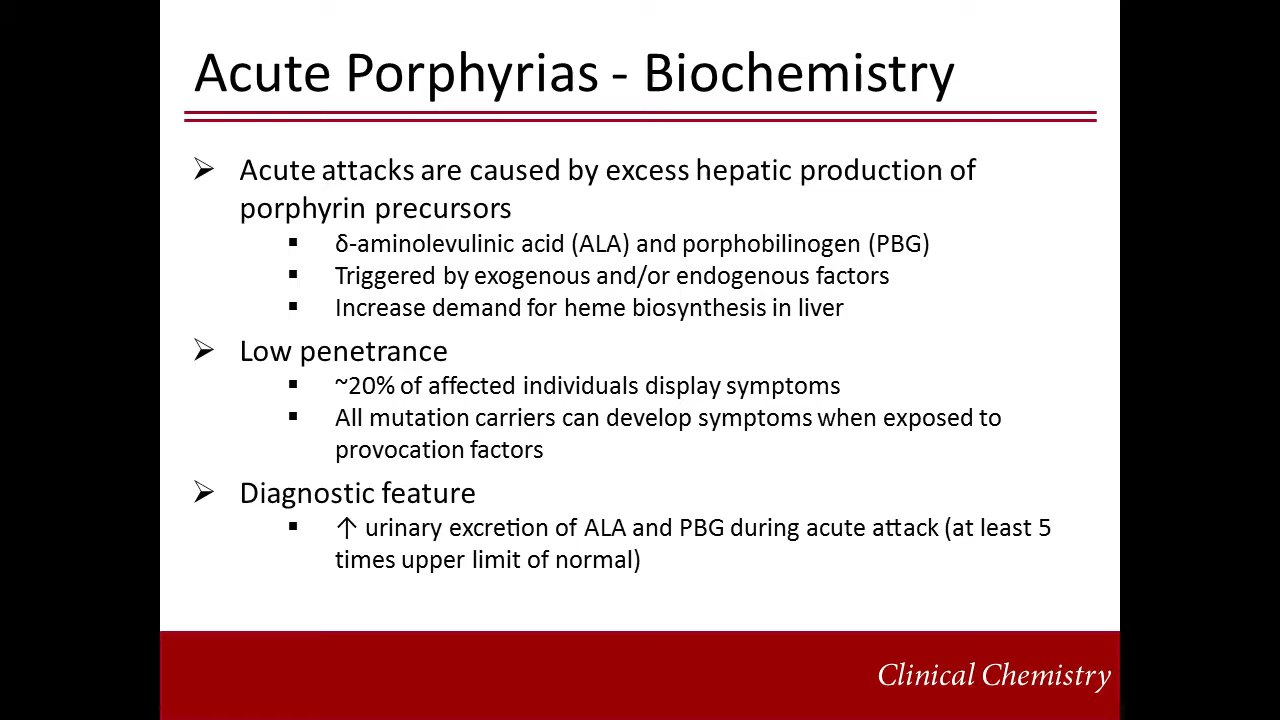 Acute Porphyrias - Biochemistry
➢ Acute attacks are caused by excess hepatic production of
porphyrin precursors
▪ δ-aminolevulinic acid (ALA) and porphobilinogen (PBG)
▪ Triggered by exogenous and/or endogenous factors
▪ Increase demand for heme biosynthesis in liver
➢ Low penetrance
▪ ~20% of affected individuals display symptoms
▪ All mutation carriers can develop symptoms when exposed to
provocation factors
➢ Diagnostic feature
▪ ↑ urinary excretion of ALA and PBG during acute attack (at least 5
times upper limit of normal)
Clinical Chemistry